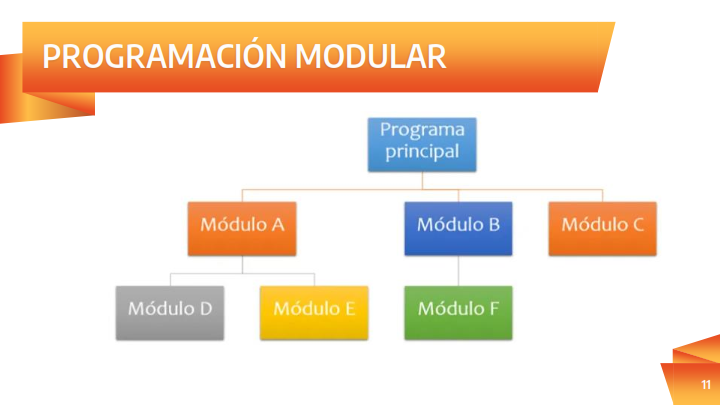 PROGRAMACIÓN MODULAR
Programa
principal
Módulo A
Módulo B
Módulo C
Módulo D
Módulo E
Módulo F
11